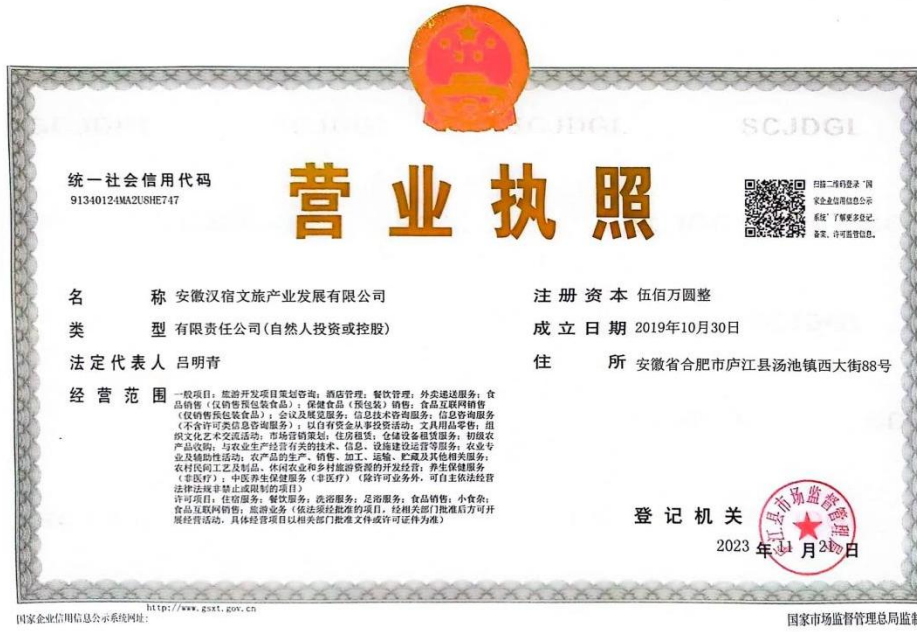 SCJDGL
统一社会信用代码
91340124MA2U8HE747
营业执照
扫描二维码登录“国
家企业信用信息公示
系统”了解更多登记、
备案、许可监管信息。
名 称 安徽汉宿文旅产业发展有限公司
类 型 有限责任公司(自然人投资或控股)
法定代表人 吕明青
经营范围 一般项目：旅游开发项目策划咨询；酒店管理；餐饮管理；外卖递送服务；食
品销售（仅销售预包装食品）；保健食品（预包装）销售；食品互联网销售
（仅销售预包装食品）；会议及展览服务；信息技术咨询服务；信息咨询服务
（不含许可类信息咨询服务）；以自有资金从事投资活动；文具用品零售；组
织文化艺术交流活动；市场营销策划；住房租赁；仓储设备租赁服务；初级农
产品收购；与农业生产经营有关的技术、信息、设施建设运营等服务；农业专
业及辅助性活动；农产品的生产、销售、加工、运输、贮藏及其他相关服务；
农村民间工艺及制品、休闲农业和乡村旅游资源的开发经营；养生保健服务
（非医疗）；中医养生保健服务（非医疗）（除许可业务外，可自主依法经营
法律法规非禁止或限制的项目）
许可项目：住宿服务；餐饮服务；洗浴服务；足浴服务；食品销售；小食杂；
食品互联网销售；旅游业务（依法须经批准的项目，经相关部门批准后方可开
展经营活动，具体经营项目以相关部门批准文件或许可证件为准）
注册资本 伍佰万圆整
成立日期 2019年10月30日
住 所 安徽省合肥市庐江县汤池镇西大街88号
登记机关
庐江县市场监督管理局
2023 年 11 月 21 日
国家企业信用信息公示系统网址：http://www.gsxt.gov.cn
国家市场监督管理总局监制